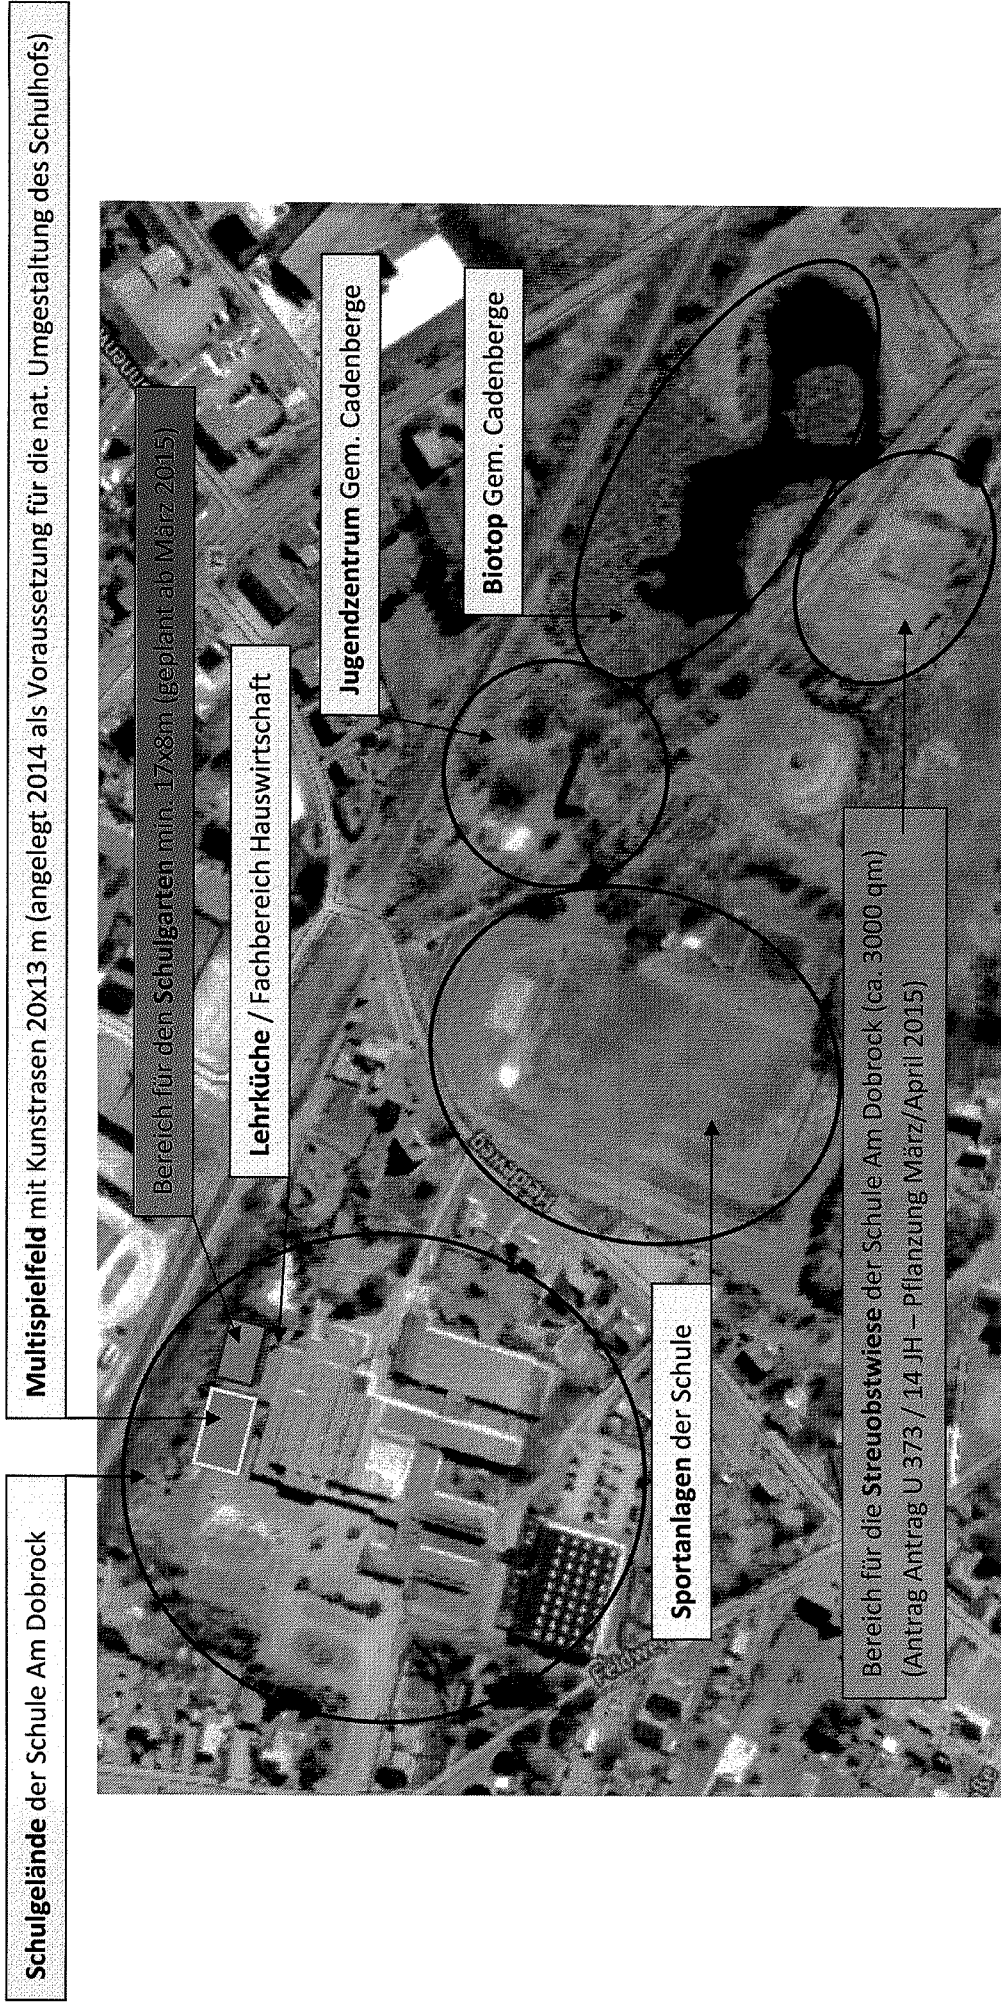 Schulgelände der Schule Am Dobrock
Multispielfeld mit Kunstrasen 20x13 m (angelegt 2014 als Voraussetzung für die nat. Umgestaltung des Schulhofs)
Bereich für den Schulgarten min. 17x8m (geplant ab März 2015)
Lehrküche / Fachbereich Hauswirtschaft
Jugendzentrum Gem. Cadenberge
Biotop Gem. Cadenberge
Sportanlagen der Schule
Bereich für die Streuobstwiese der Schule Am Dobrock (ca. 3000 qm)
(Antrag Antrag U 373 / 14 JH – Pflanzung März/April 2015)